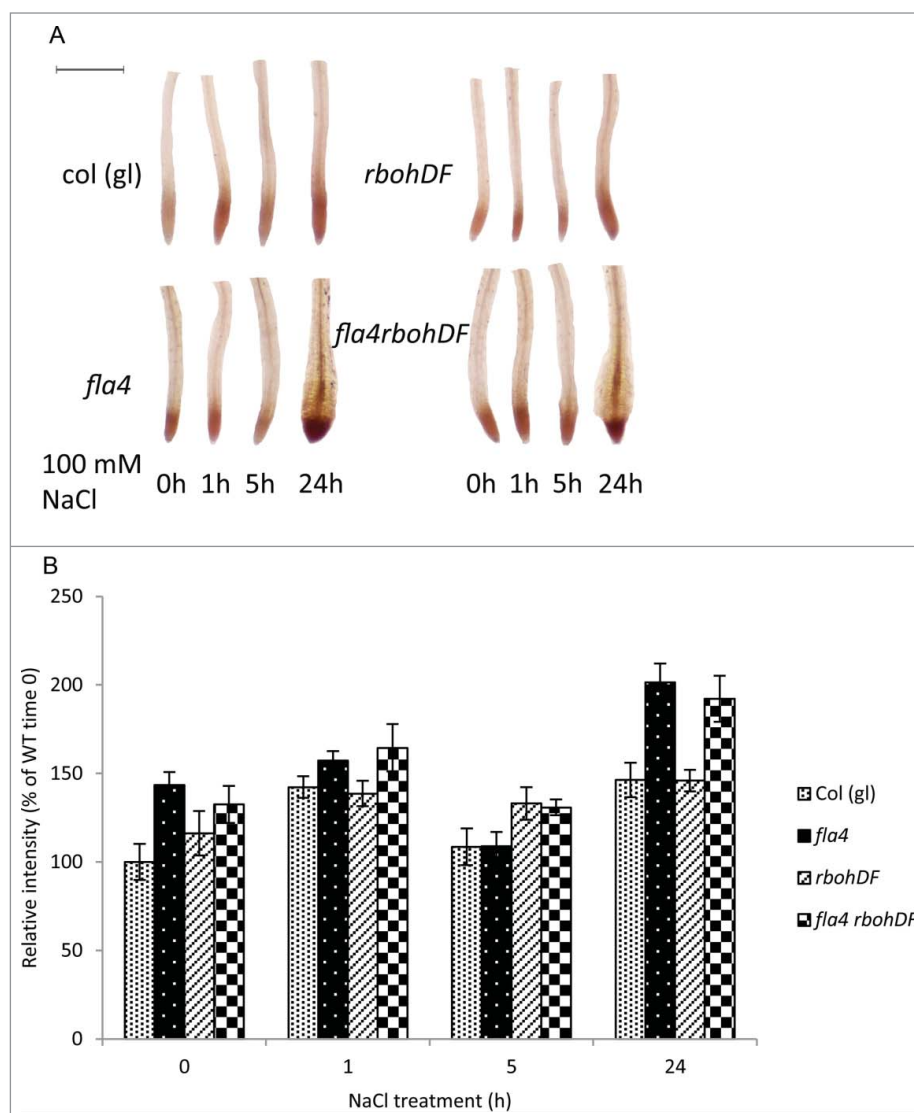 A
col (gl)
rbohDF
fla4
fla4rbohDF
100 mM
NaCl
0h 1h 5h 24h
0h 1h 5h 24h
B
Relative intensity (% of WT time 0)
250
200
150
100
50
0
0 1 5 24
NaCl treatment (h)
Col (gl)
fla4
rbohDF
fla4 rbohDF